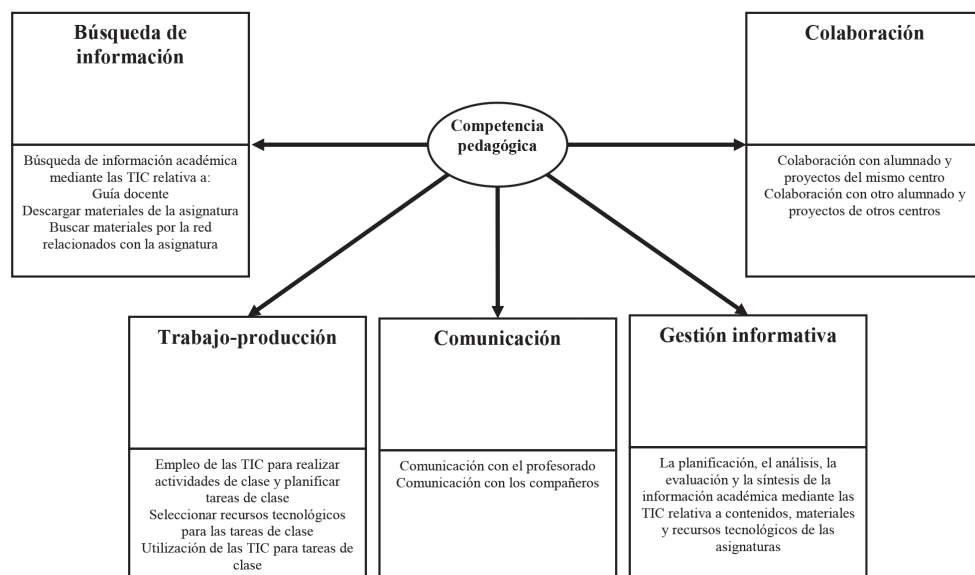 Búsqueda de
información
Búsqueda de información académica
mediante las TIC relativa a:
Guía docente
Descargar materiales de la asignatura
Buscar materiales por la red
relacionados con la asignatura
Competencia
pedagógica
Colaboración
Colaboración con alumnado y
proyectos del mismo centro
Colaboración con otro alumnado y
proyectos de otros centros
Trabajo-producción
Empleo de las TIC para realizar
actividades de clase y planificar
tareas de clase
Seleccionar recursos tecnológicos
para las tareas de clase
Utilización de las TIC para tareas de
clase
Comunicación
Comunicación con el profesorado
Comunicación con los compañeros
Gestión informativa
La planificación, el análisis, la
evaluación y la síntesis de la
información académica mediante las
TIC relativa a contenidos, materiales
y recursos tecnológicos de las
asignaturas